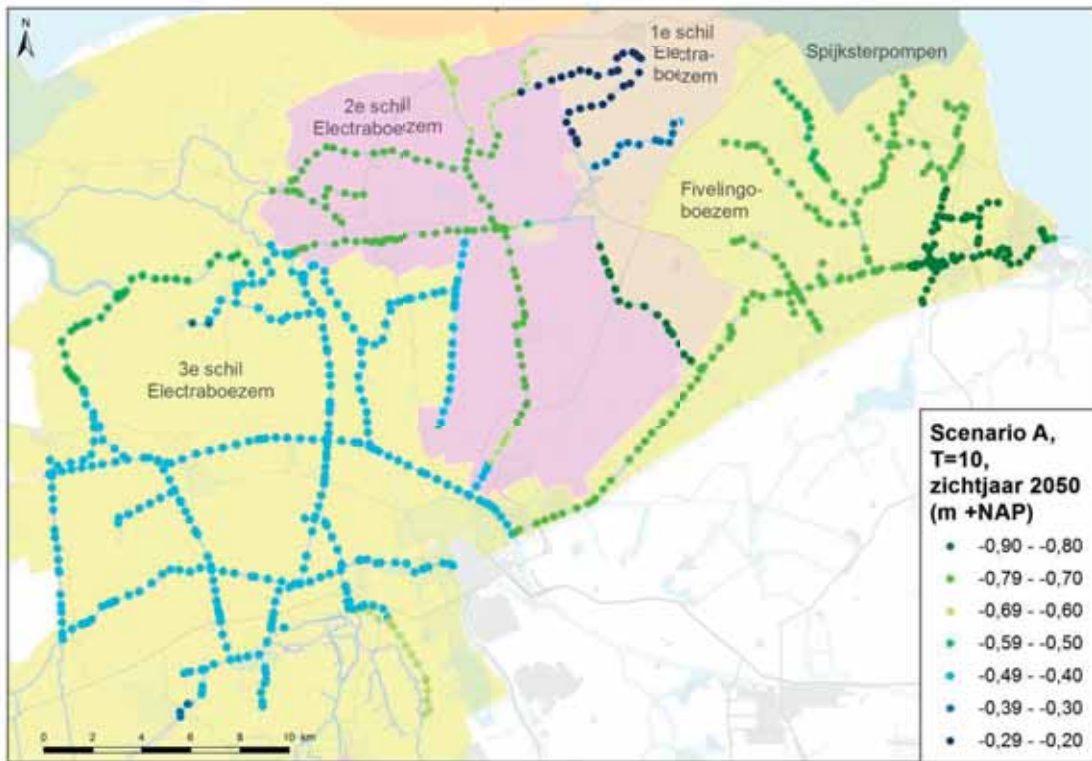 N
1e schil
Electra-
boezem
Spijksterpompen
2e schil
Electraboezem
Fivelingo-
boezem
3e schil
Electraboezem
Scenario A,
T=10,
zichtjaar 2050
(m +NAP)
-0,90 - -0,80
-0,79 - -0,70
-0,69 - -0,60
-0,59 - -0,50
-0,49 - -0,40
-0,39 - -0,30
-0,29 - -0,20
0 2 4 6 8 10 km